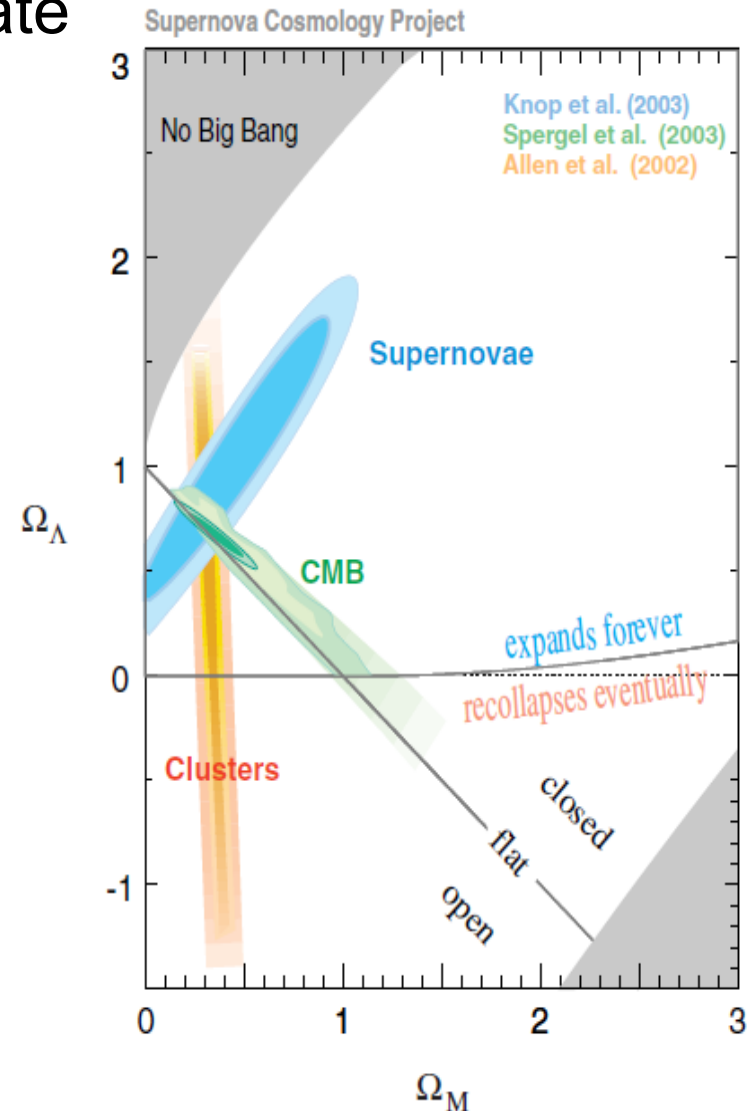 ate
Supernova Cosmology Project
3
No Big Bang
Knop et al. (2003)
Spergel et al. (2003)
Allen et al. (2002)
2
Supernovae
1
Ω_Λ
CMB
expands forever
0
recollapses eventually
Clusters
closed
flat
-1
open
0 1 2 3
Ω_M